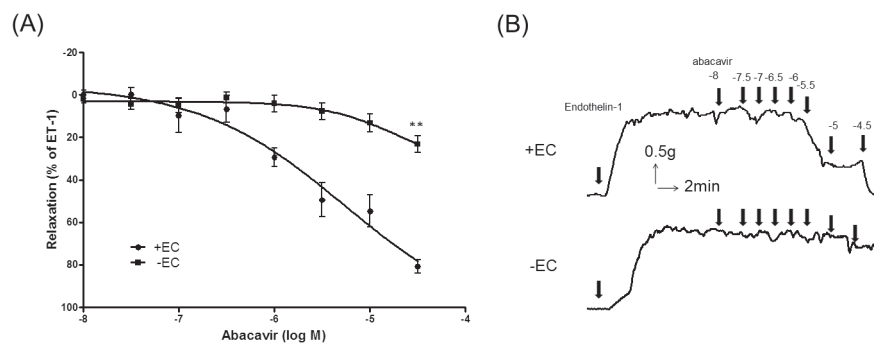 (A)
-20
0
20
40
60
80
100
Relaxation (% of ET-1)
**
+EC
-EC
-8
-7
-6
-5
-4
Abacavir (log M)
(B)
abacavir
-8
-7.5
-7
-6.5
-6
-5.5
-5
-4.5
Endothelin-1
+EC
0.5g
2min
-EC